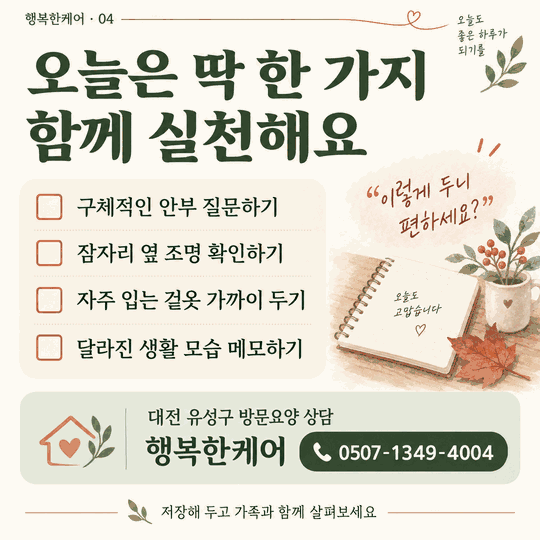 행복한케어 · 04
오늘도
좋은 하루가
되기를
오늘은 딱 한 가지
함께 실천해요
구체적인 안부 질문하기
잠자리 옆 조명 확인하기
자주 입는 겉옷 가까이 두기
달라진 생활 모습 메모하기
“이렇게 두니
편하세요?”
오늘도
고맙습니다
대전 유성구 방문요양 상담
행복한케어
0507-1349-4004
저장해 두고 가족과 함께 살펴보세요